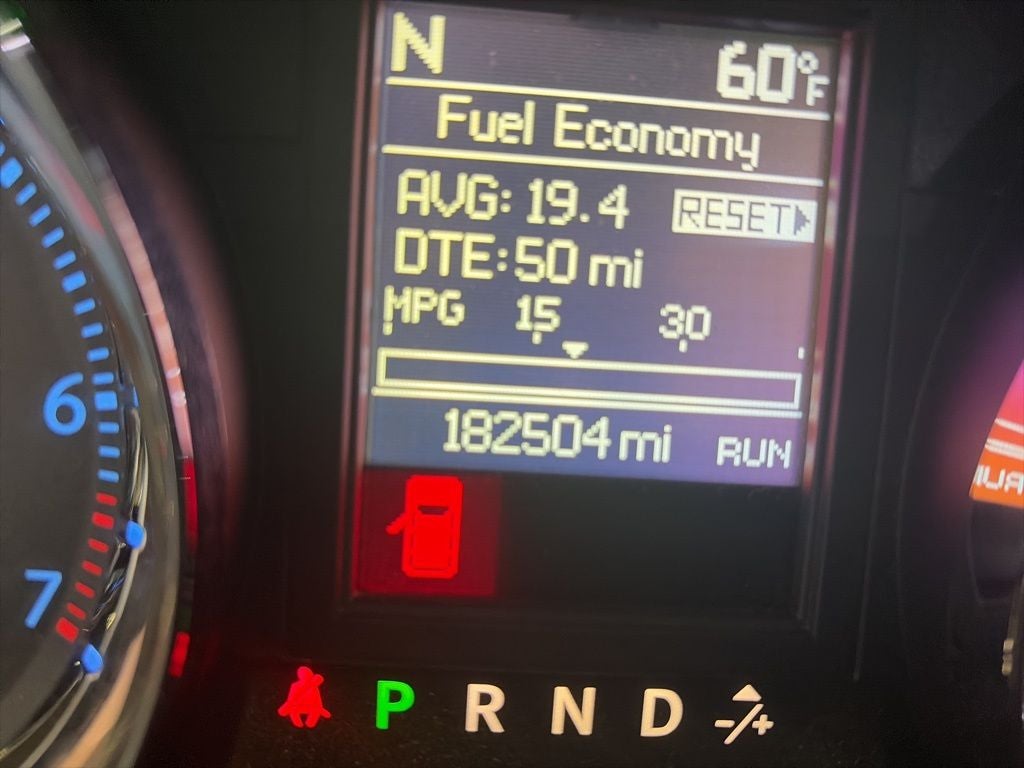 N 60°F
Fuel Economy
AVG: 19.4 RESET
DTE: 50 mi
MPG 15 30
182504 mi RUN
6
7
P R N D -/+